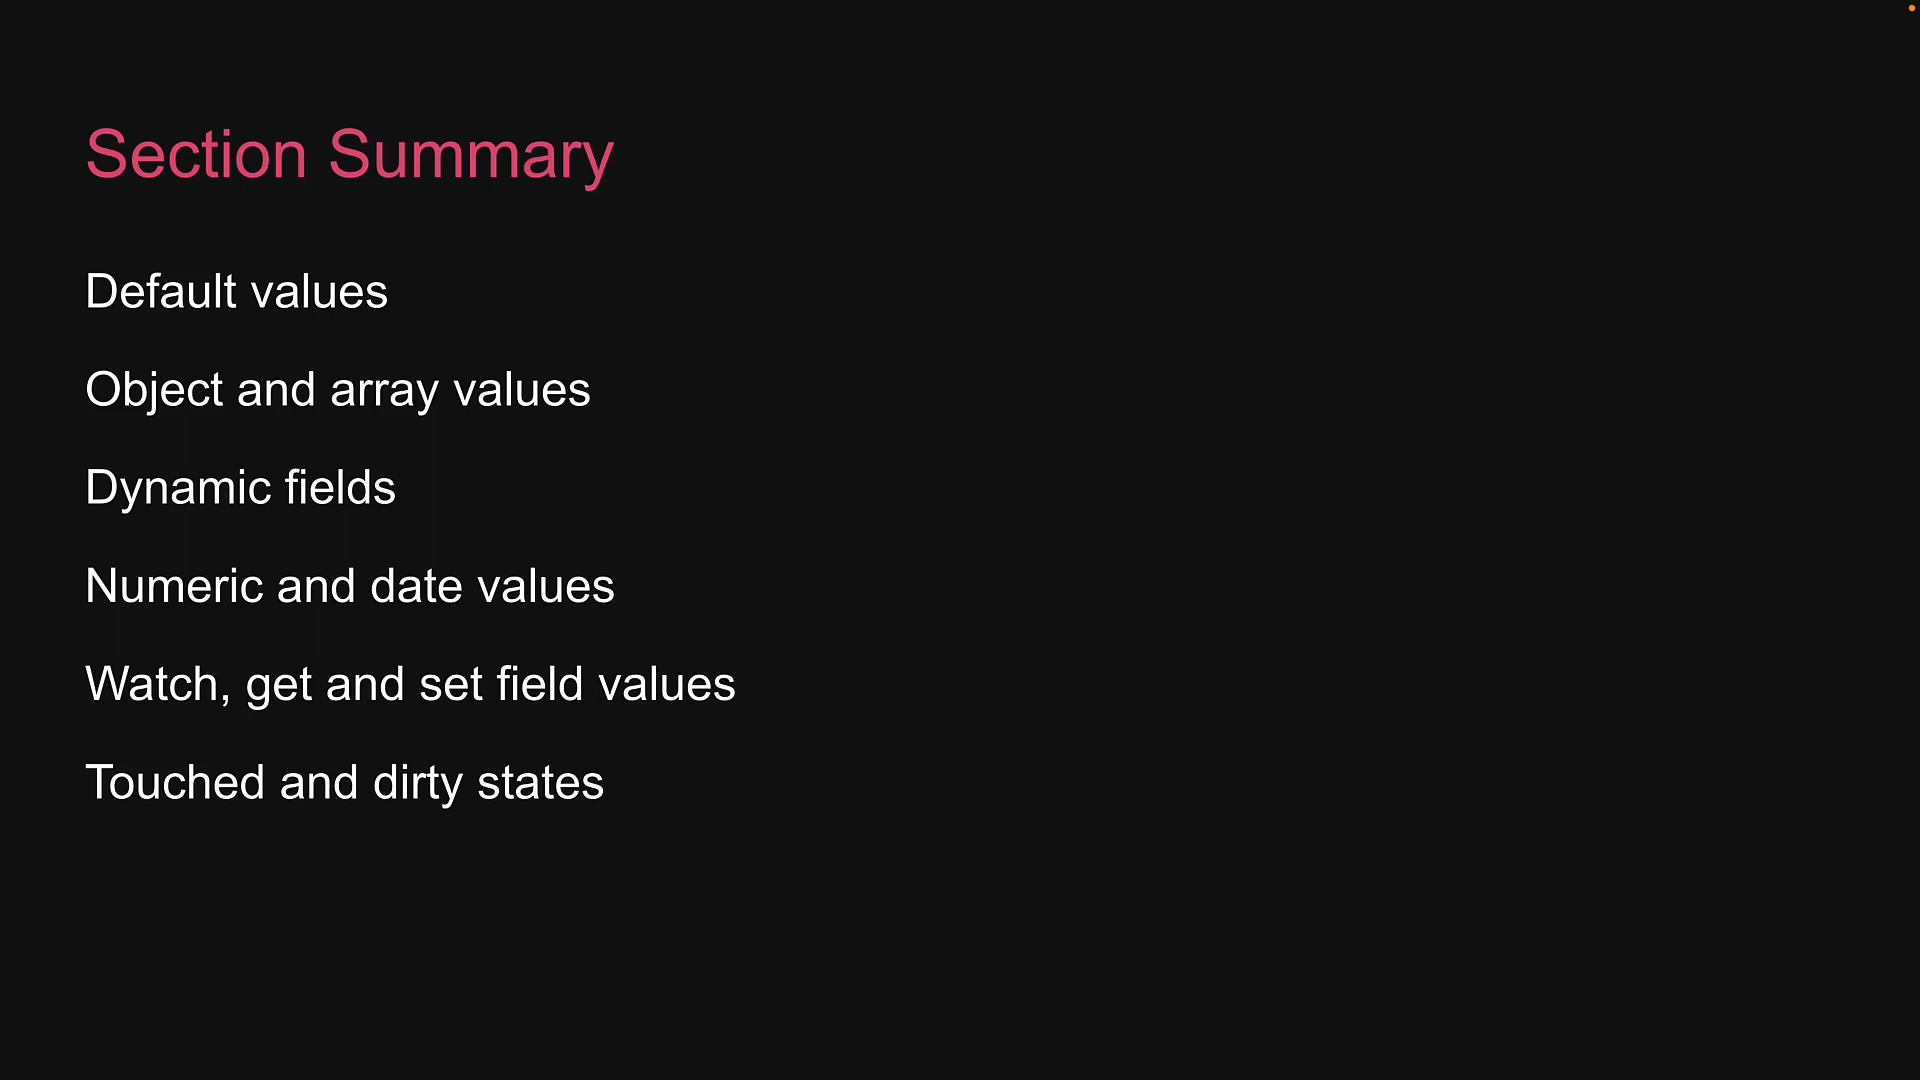 Section Summary
Default values
Object and array values
Dynamic fields
Numeric and date values
Watch, get and set field values
Touched and dirty states